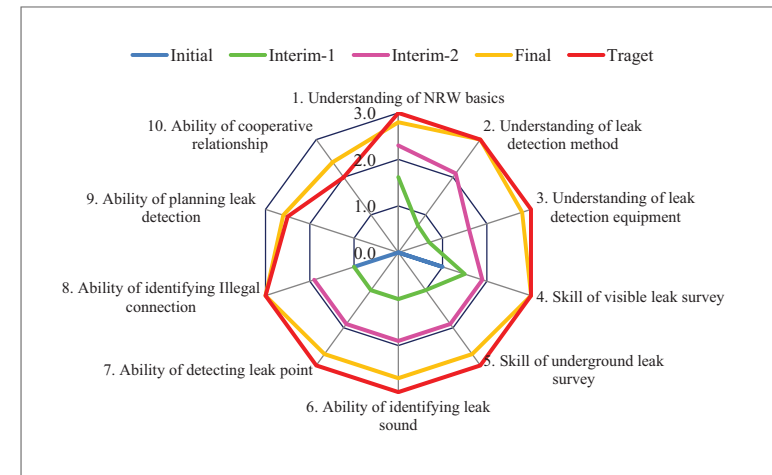 Initial Interim-1 Interim-2 Final Traget
1. Understanding of NRW basics
2. Understanding of leak
detection method
3. Understanding of leak
detection equipment
4. Skill of visible leak survey
5. Skill of underground leak
survey
6. Ability of identifying leak
sound
7. Ability of detecting leak point
8. Ability of identifying Illegal
connection
9. Ability of planning leak
detection
10. Ability of cooperative
relationship
3.0
2.0
1.0
0.0